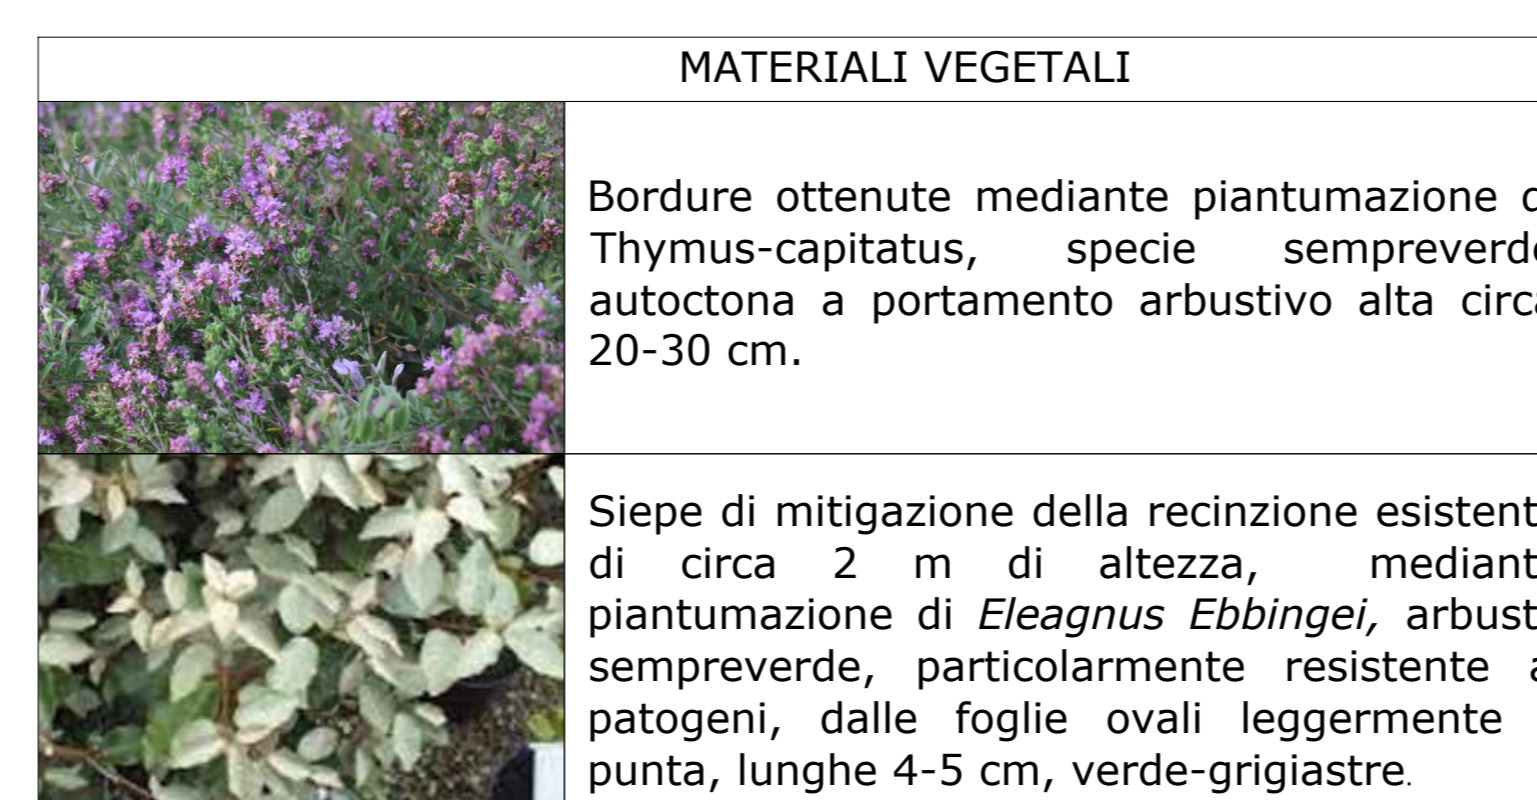 MATERIALI VEGETALI
Bordure ottenute mediante piantumazione
Thymus-capitatus, specie
autoctona a portamento arbustivo alta
20-30 cm.
Siepe di mitigazione della recinzione
di circa 2 m di altezza,
piantumazione di Eleagnus Ebbingei,
sempreverde, particolarmente resistente
patogeni, dalle foglie ovali leggermente
punta, lunghe 4-5 cm, verde-grigiastre.